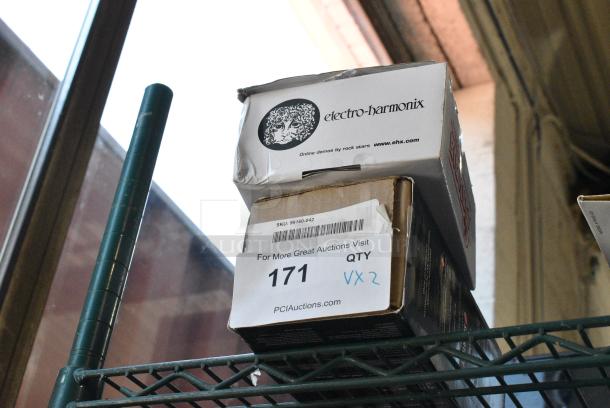 electro-harmonix
Online demos by rock stars www.ehx.com
For More Great Auctions Visit
171 QTY
VX2
PCIAuctions.com